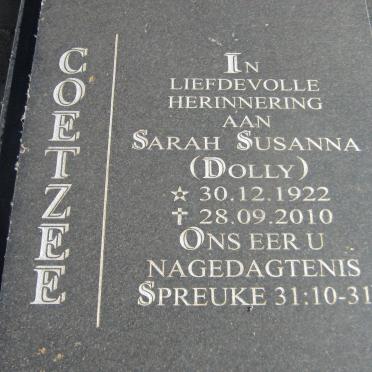 COETZEE
IN
LIEFDEVOLLE
HERINNERING
AAN
SARAH SUSANNA
(DOLLY)
☆ 30.12.1922
✝ 28.09.2010
ONS EER U
NAGEDAGTENIS
SPREUKE 31:10-31